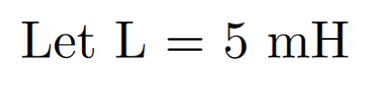 Let L = 5 mH